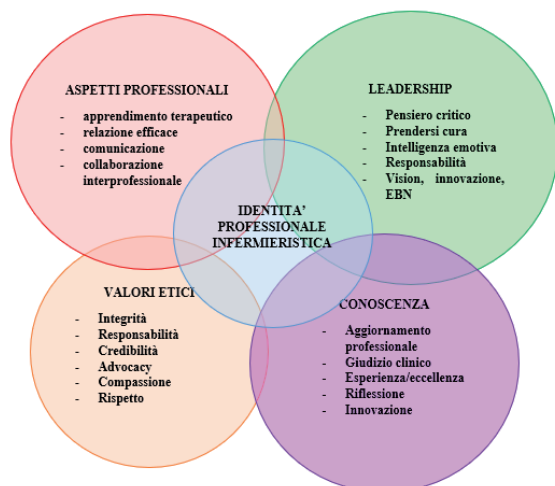 ASPETTI PROFESSIONALI
- apprendimento terapeutico
- relazione efficace
- comunicazione
- collaborazione
interprofessionale
LEADERSHIP
- Pensiero critico
- Prendersi cura
- Intelligenza emotiva
- Responsabilità
- Vision, innovazione,
EBN
IDENTITA’
PROFESSIONALE
INFERMIERISTICA
VALORI ETICI
- Integrità
- Responsabilità
- Credibilità
- Advocacy
- Compassione
- Rispetto
CONOSCENZA
- Aggiornamento
professionale
- Giudizio clinico
- Esperienza/eccellenza
- Riflessione
- Innovazione